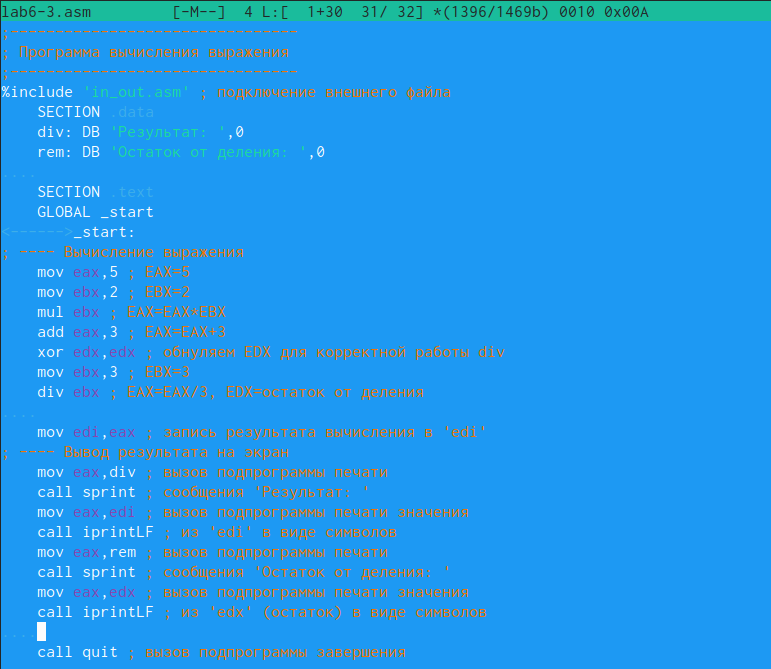 lab6-3.asm         [-M--]  4 L:[  1+30  31/ 32] *(1396/1469b) 0010 0x00A
;--------------------------------
; Программа вычисления выражения
;--------------------------------
%include 'in_out.asm' ; подключение внешнего файла
    SECTION .data
    div: DB 'Результат: ',0
    rem: DB 'Остаток от деления: ',0
....
    SECTION .text
    GLOBAL _start
<------>_start:
; ---- Вычисление выражения
    mov eax,5 ; EAX=5
    mov ebx,2 ; EBX=2
    mul ebx ; EAX=EAX*EBX
    add eax,3 ; EAX=EAX+3
    xor edx,edx ; обнуляем EDX для корректной работы div
    mov ebx,3 ; EBX=3
    div ebx ; EAX=EAX/3, EDX=остаток от деления
....
    mov edi,eax ; запись результата вычисления в 'edi'
; ---- Вывод результата на экран
    mov eax,div ; вызов подпрограммы печати
    call sprint ; сообщения 'Результат: '
    mov eax,edi ; вызов подпрограммы печати значения
    call iprintLF ; из 'edi' в виде символов
    mov eax,rem ; вызов подпрограммы печати
    call sprint ; сообщения 'Остаток от деления: '
    mov eax,edx ; вызов подпрограммы печати значения
    call iprintLF ; из 'edx' (остаток) в виде символов
....
    call quit ; вызов подпрограммы завершения